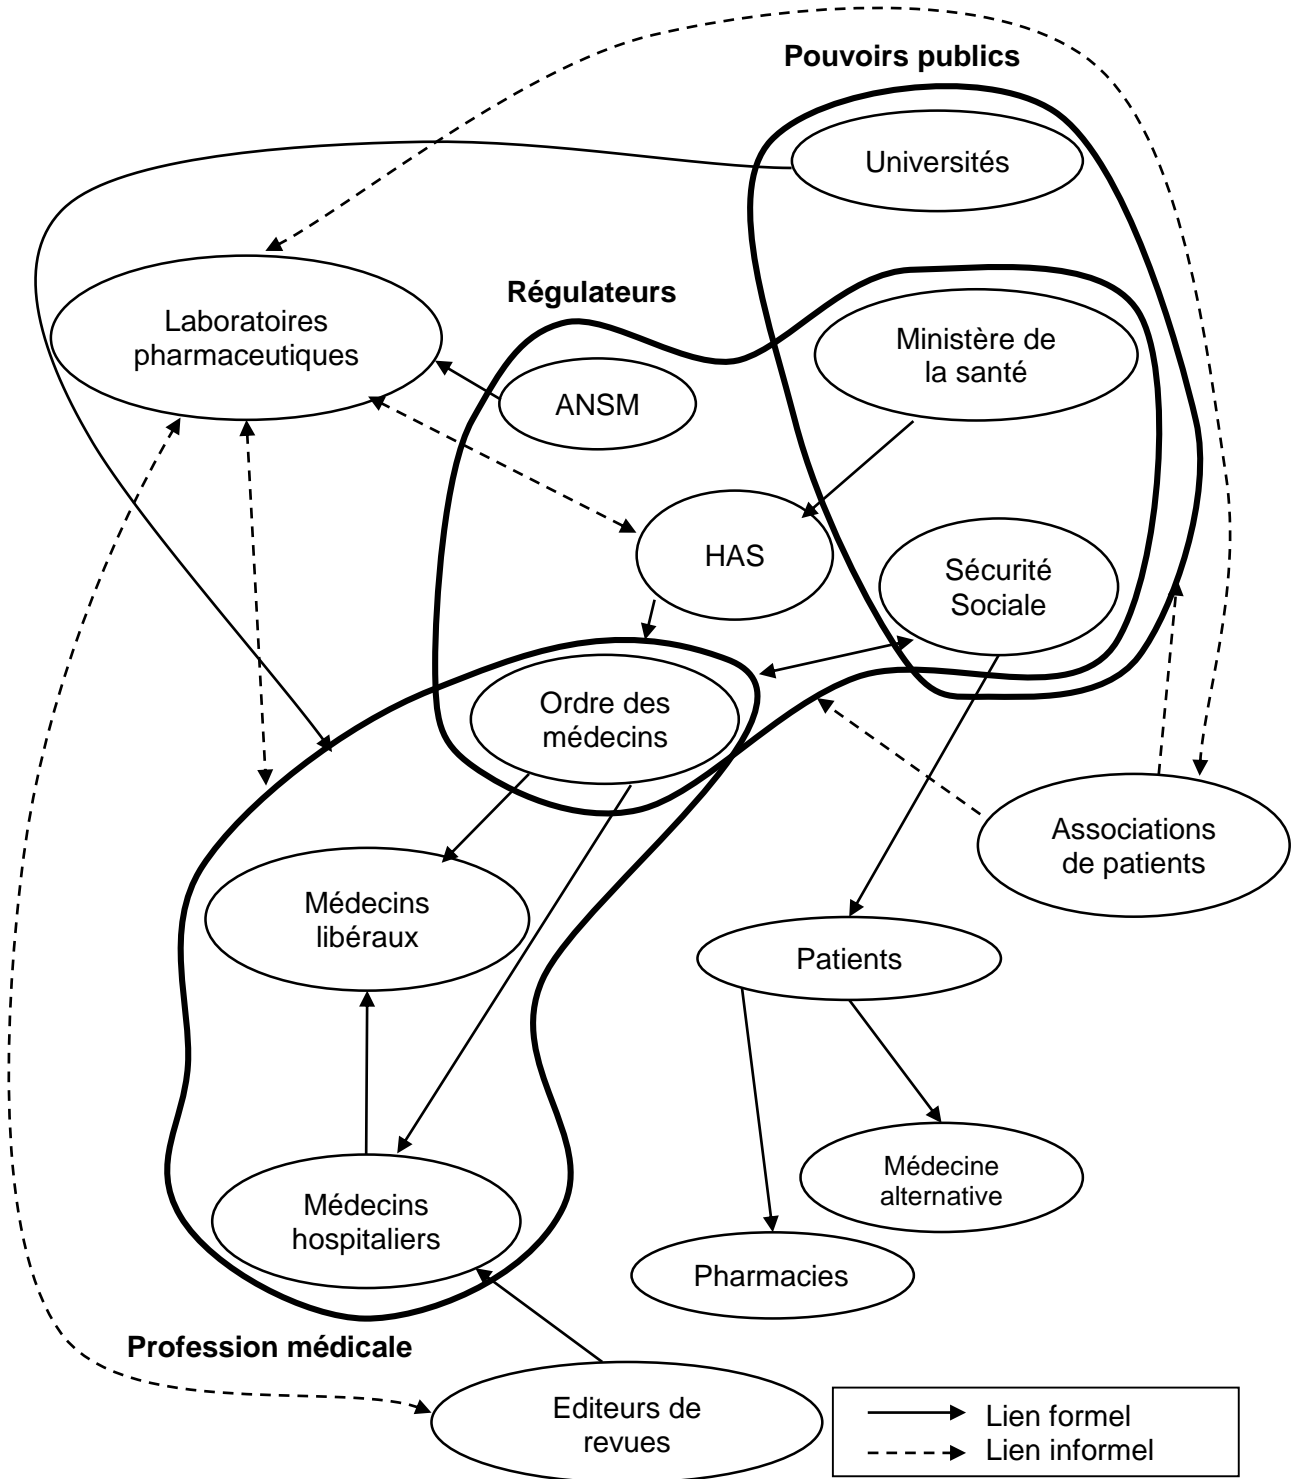 Pouvoirs publics
Universités
Régulateurs
Laboratoires
pharmaceutiques
Ministère de
la santé
ANSM
HAS
Sécurité
Sociale
Ordre des
médecins
Associations
de patients
Médecins
libéraux
Patients
Médecine
alternative
Médecins
hospitaliers
Pharmacies
Profession médicale
Editeurs de
revues
Lien formel
Lien informel